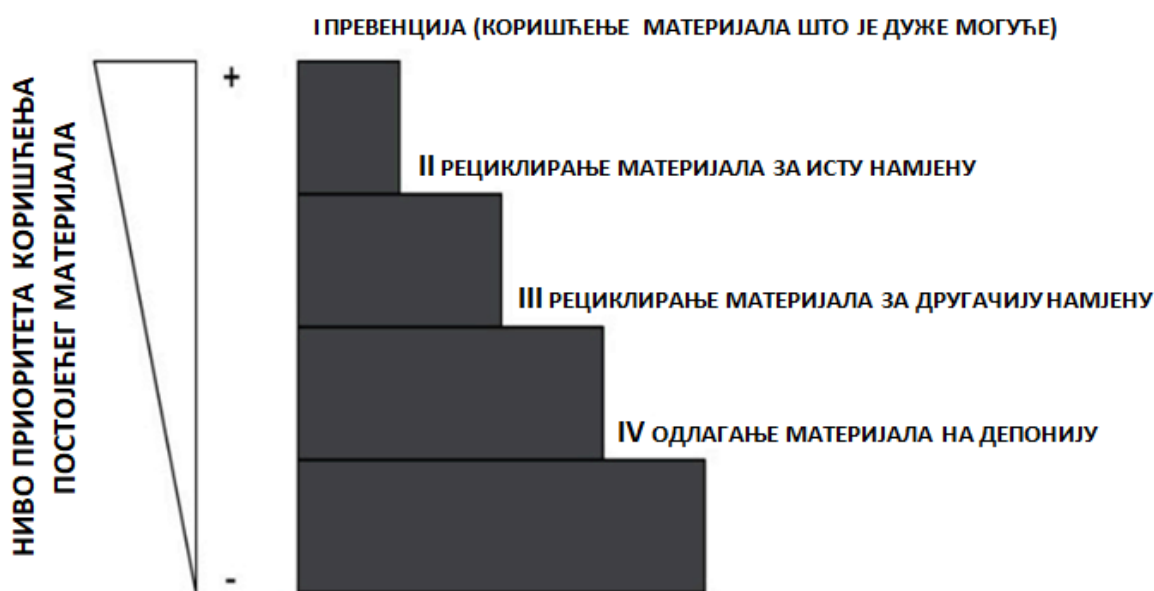 I ПРЕВЕНЦИЈА (КОРИШЋЕЊЕ МАТЕРИЈАЛА ШТО ЈЕ ДУЖЕ МОГУЋЕ)
НИВО ПРИОРИТЕТА КОРИШЋЕЊА
ПОСТОЈЕЋЕГ МАТЕРИЈАЛА
+
II РЕЦИКЛИРАЊЕ МАТЕРИЈАЛА ЗА ИСТУ НАМЈЕНУ
III РЕЦИКЛИРАЊЕ МАТЕРИЈАЛА ЗА ДРУГАЧИЈУ НАМЈЕНУ
IV ОДЛАГАЊЕ МАТЕРИЈАЛА НА ДЕПОНИЈУ
-